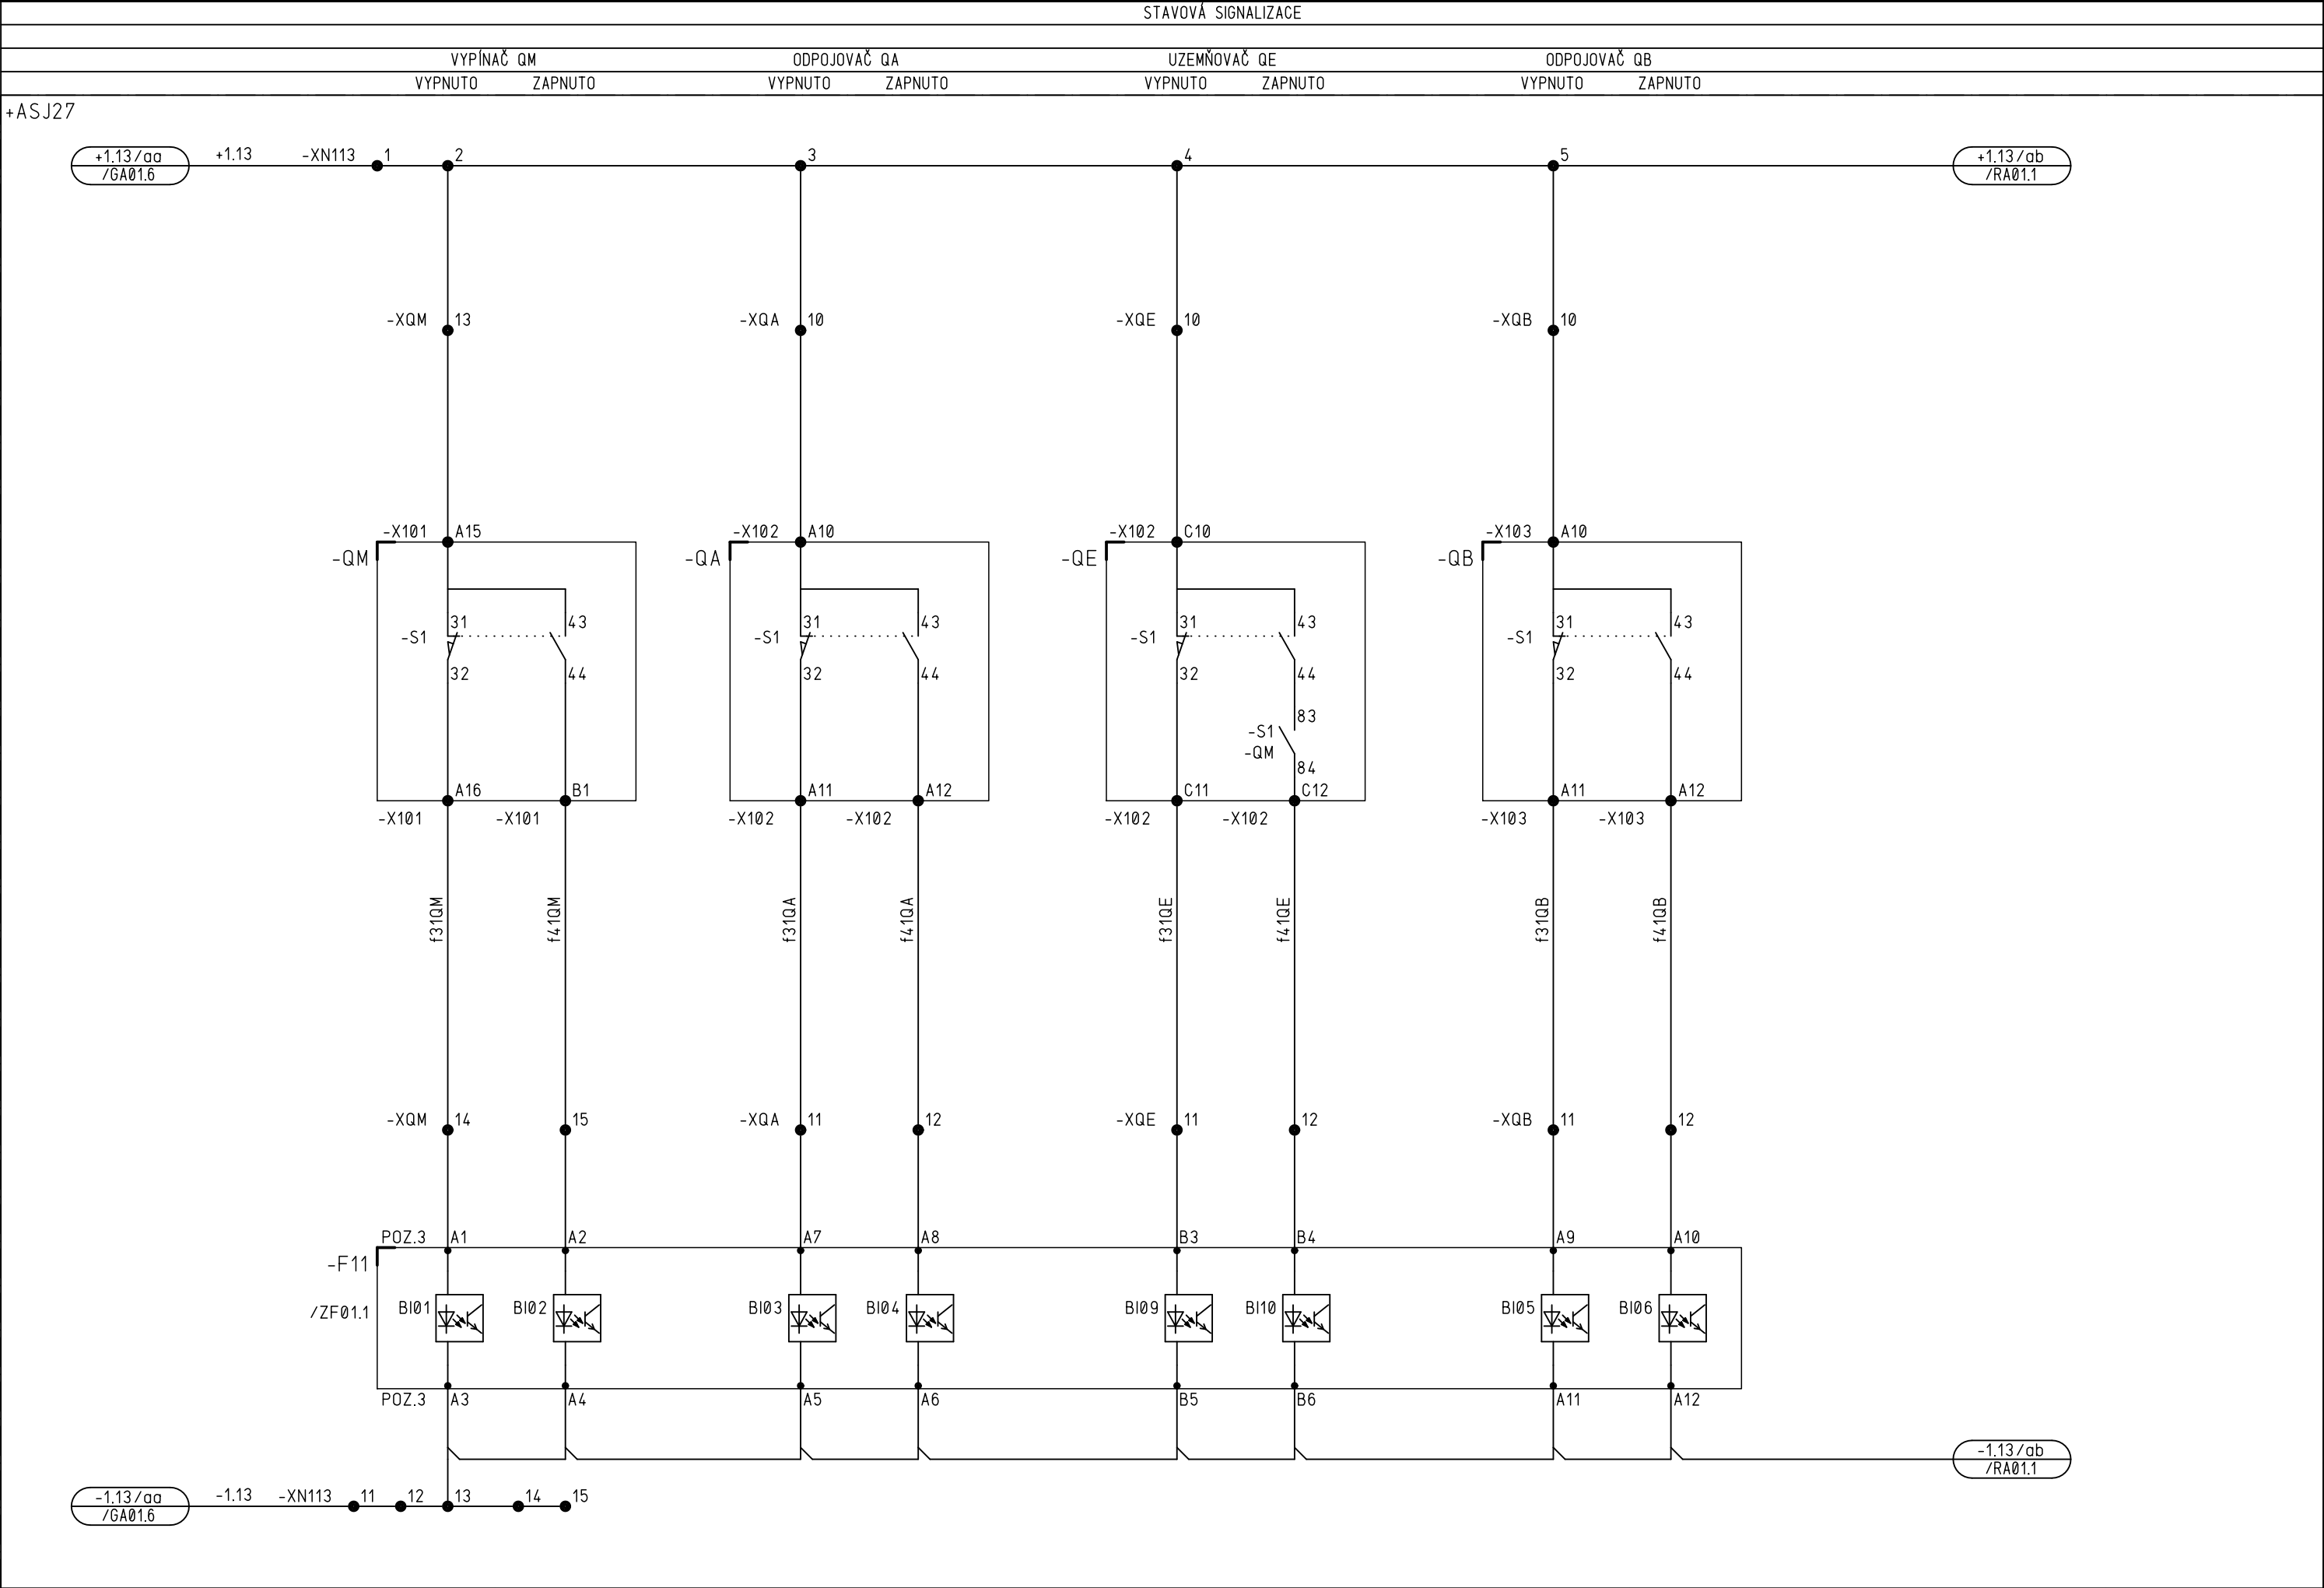 STAVOVÁ SIGNALIZACE
VYPÍNAČ QM ODPOJOVAČ QA UZEMŇOVAČ QE ODPOJOVAČ QB
VYPNUTO ZAPNUTO VYPNUTO ZAPNUTO VYPNUTO ZAPNUTO VYPNUTO ZAPNUTO
+ASJ27
+1.13/aa +1.13 -XN113 1 2 3 4 5 +1.13/ab
/GA01.6 /RA01.1
-XQM 13 -XQA 10 -XQE 10 -XQB 10
-X101 A15 -X102 A10 -X102 C10 -X103 A10
-QM -QA -QE -QB
31 43 31 43 31 43 31 43
-S1 -S1 -S1 -S1
32 44 32 44 32 44 32 44
83
-S1
-QM
84
A16 B1 A11 A12 C11 C12 A11 A12
-X101 -X101 -X102 -X102 -X102 -X102 -X103 -X103
f31QM f41QM f31QA f41QA f31QE f41QE f31QB f41QB
-XQM 14 15 -XQA 11 12 -XQE 11 12 -XQB 11 12
POZ.3 A1 A2 A7 A8 B3 B4 A9 A10
-F11
/ZF01.1 BI01 BI02 BI03 BI04 BI09 BI10 BI05 BI06
POZ.3 A3 A4 A5 A6 B5 B6 A11 A12
-1.13/ab
/RA01.1
-1.13/aa -1.13 -XN113 11 12 13 14 15
/GA01.6